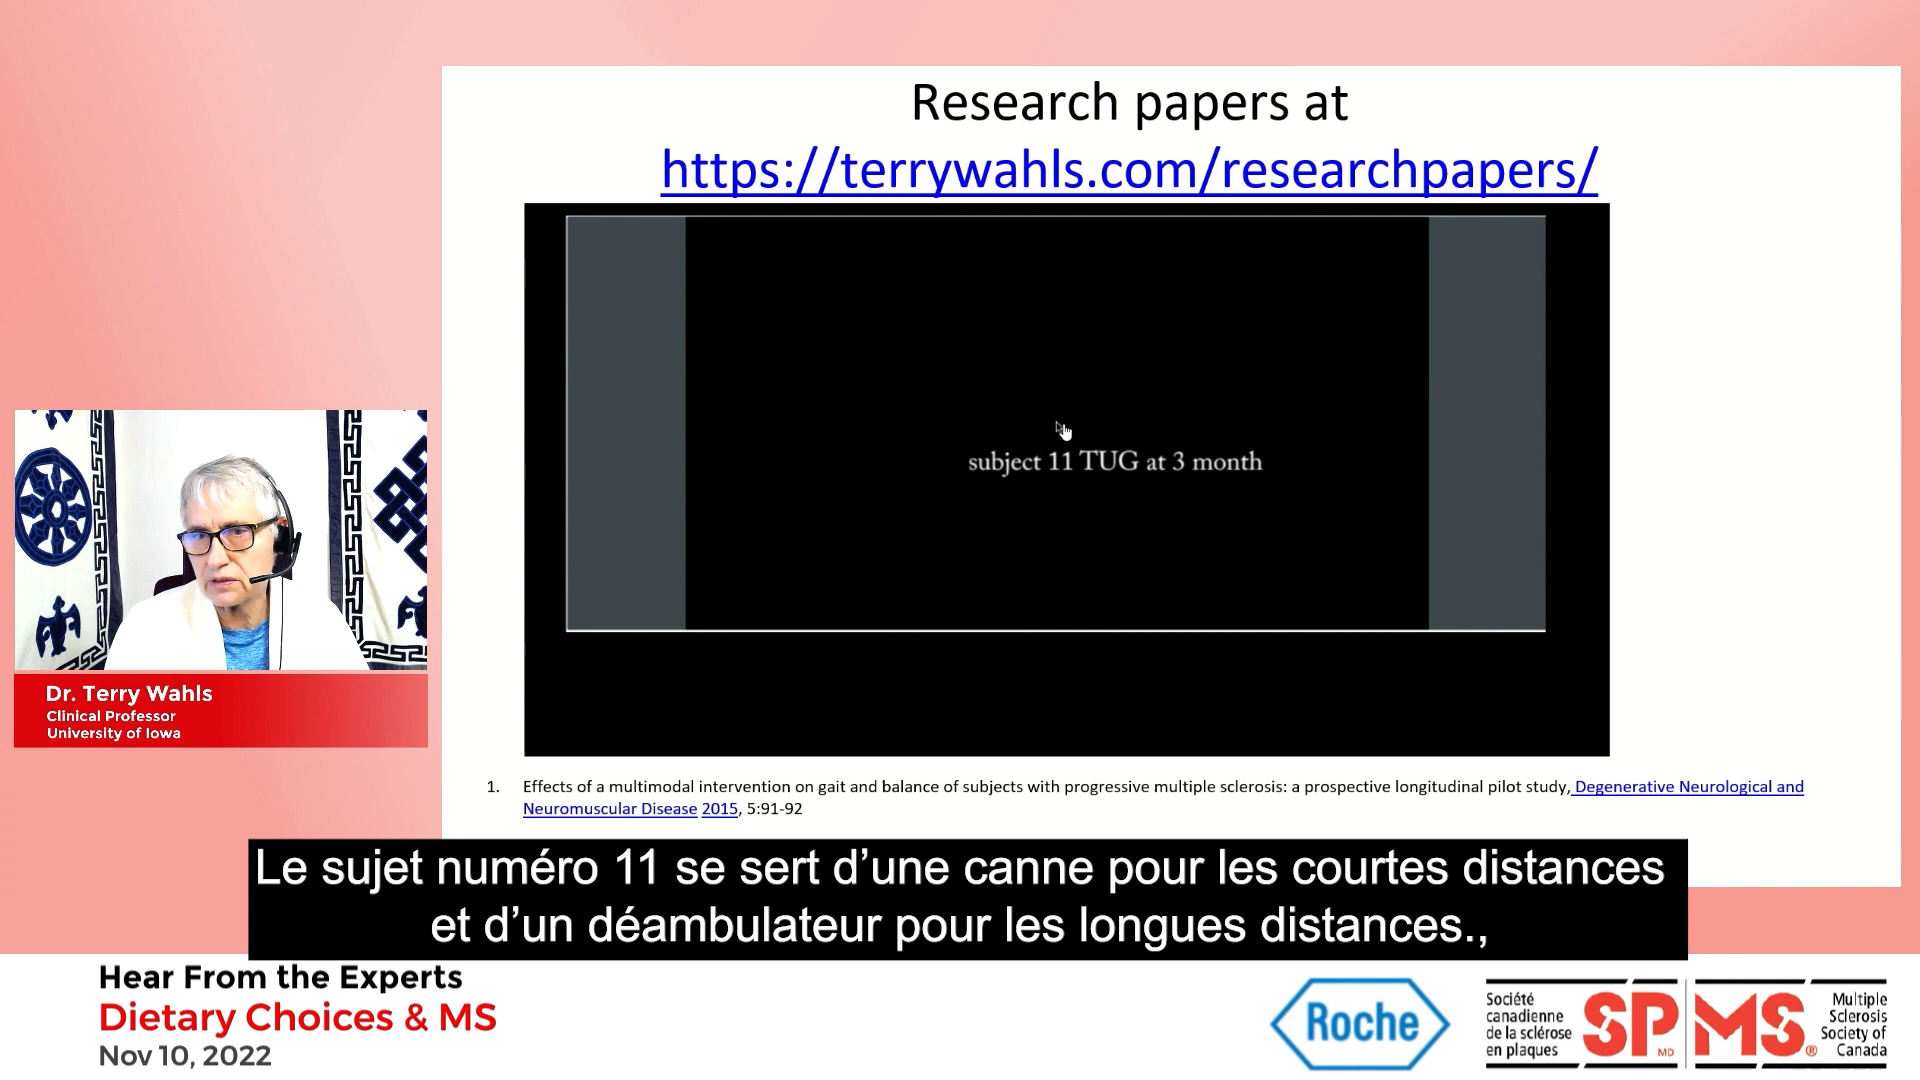 Research papers at
https://terrywahls.com/researchpapers/
subject 11 TUG at 3 month
Dr. Terry Wahls
Clinical Professor
University of Iowa
1. Effects of a multimodal intervention on gait and balance of subjects with progressive multiple sclerosis: a prospective longitudinal pilot study, Degenerative Neurological and
Neuromuscular Disease 2015, 5:91-92
Le sujet numéro 11 se sert d’une canne pour les courtes distances
et d’un déambulateur pour les longues distances.,
Hear From the Experts
Dietary Choices & MS
Nov 10, 2022
Roche
Société
canadienne
de la sclérose
en plaques
SP MD
MS ®
Multiple
Sclerosis
Society of
Canada